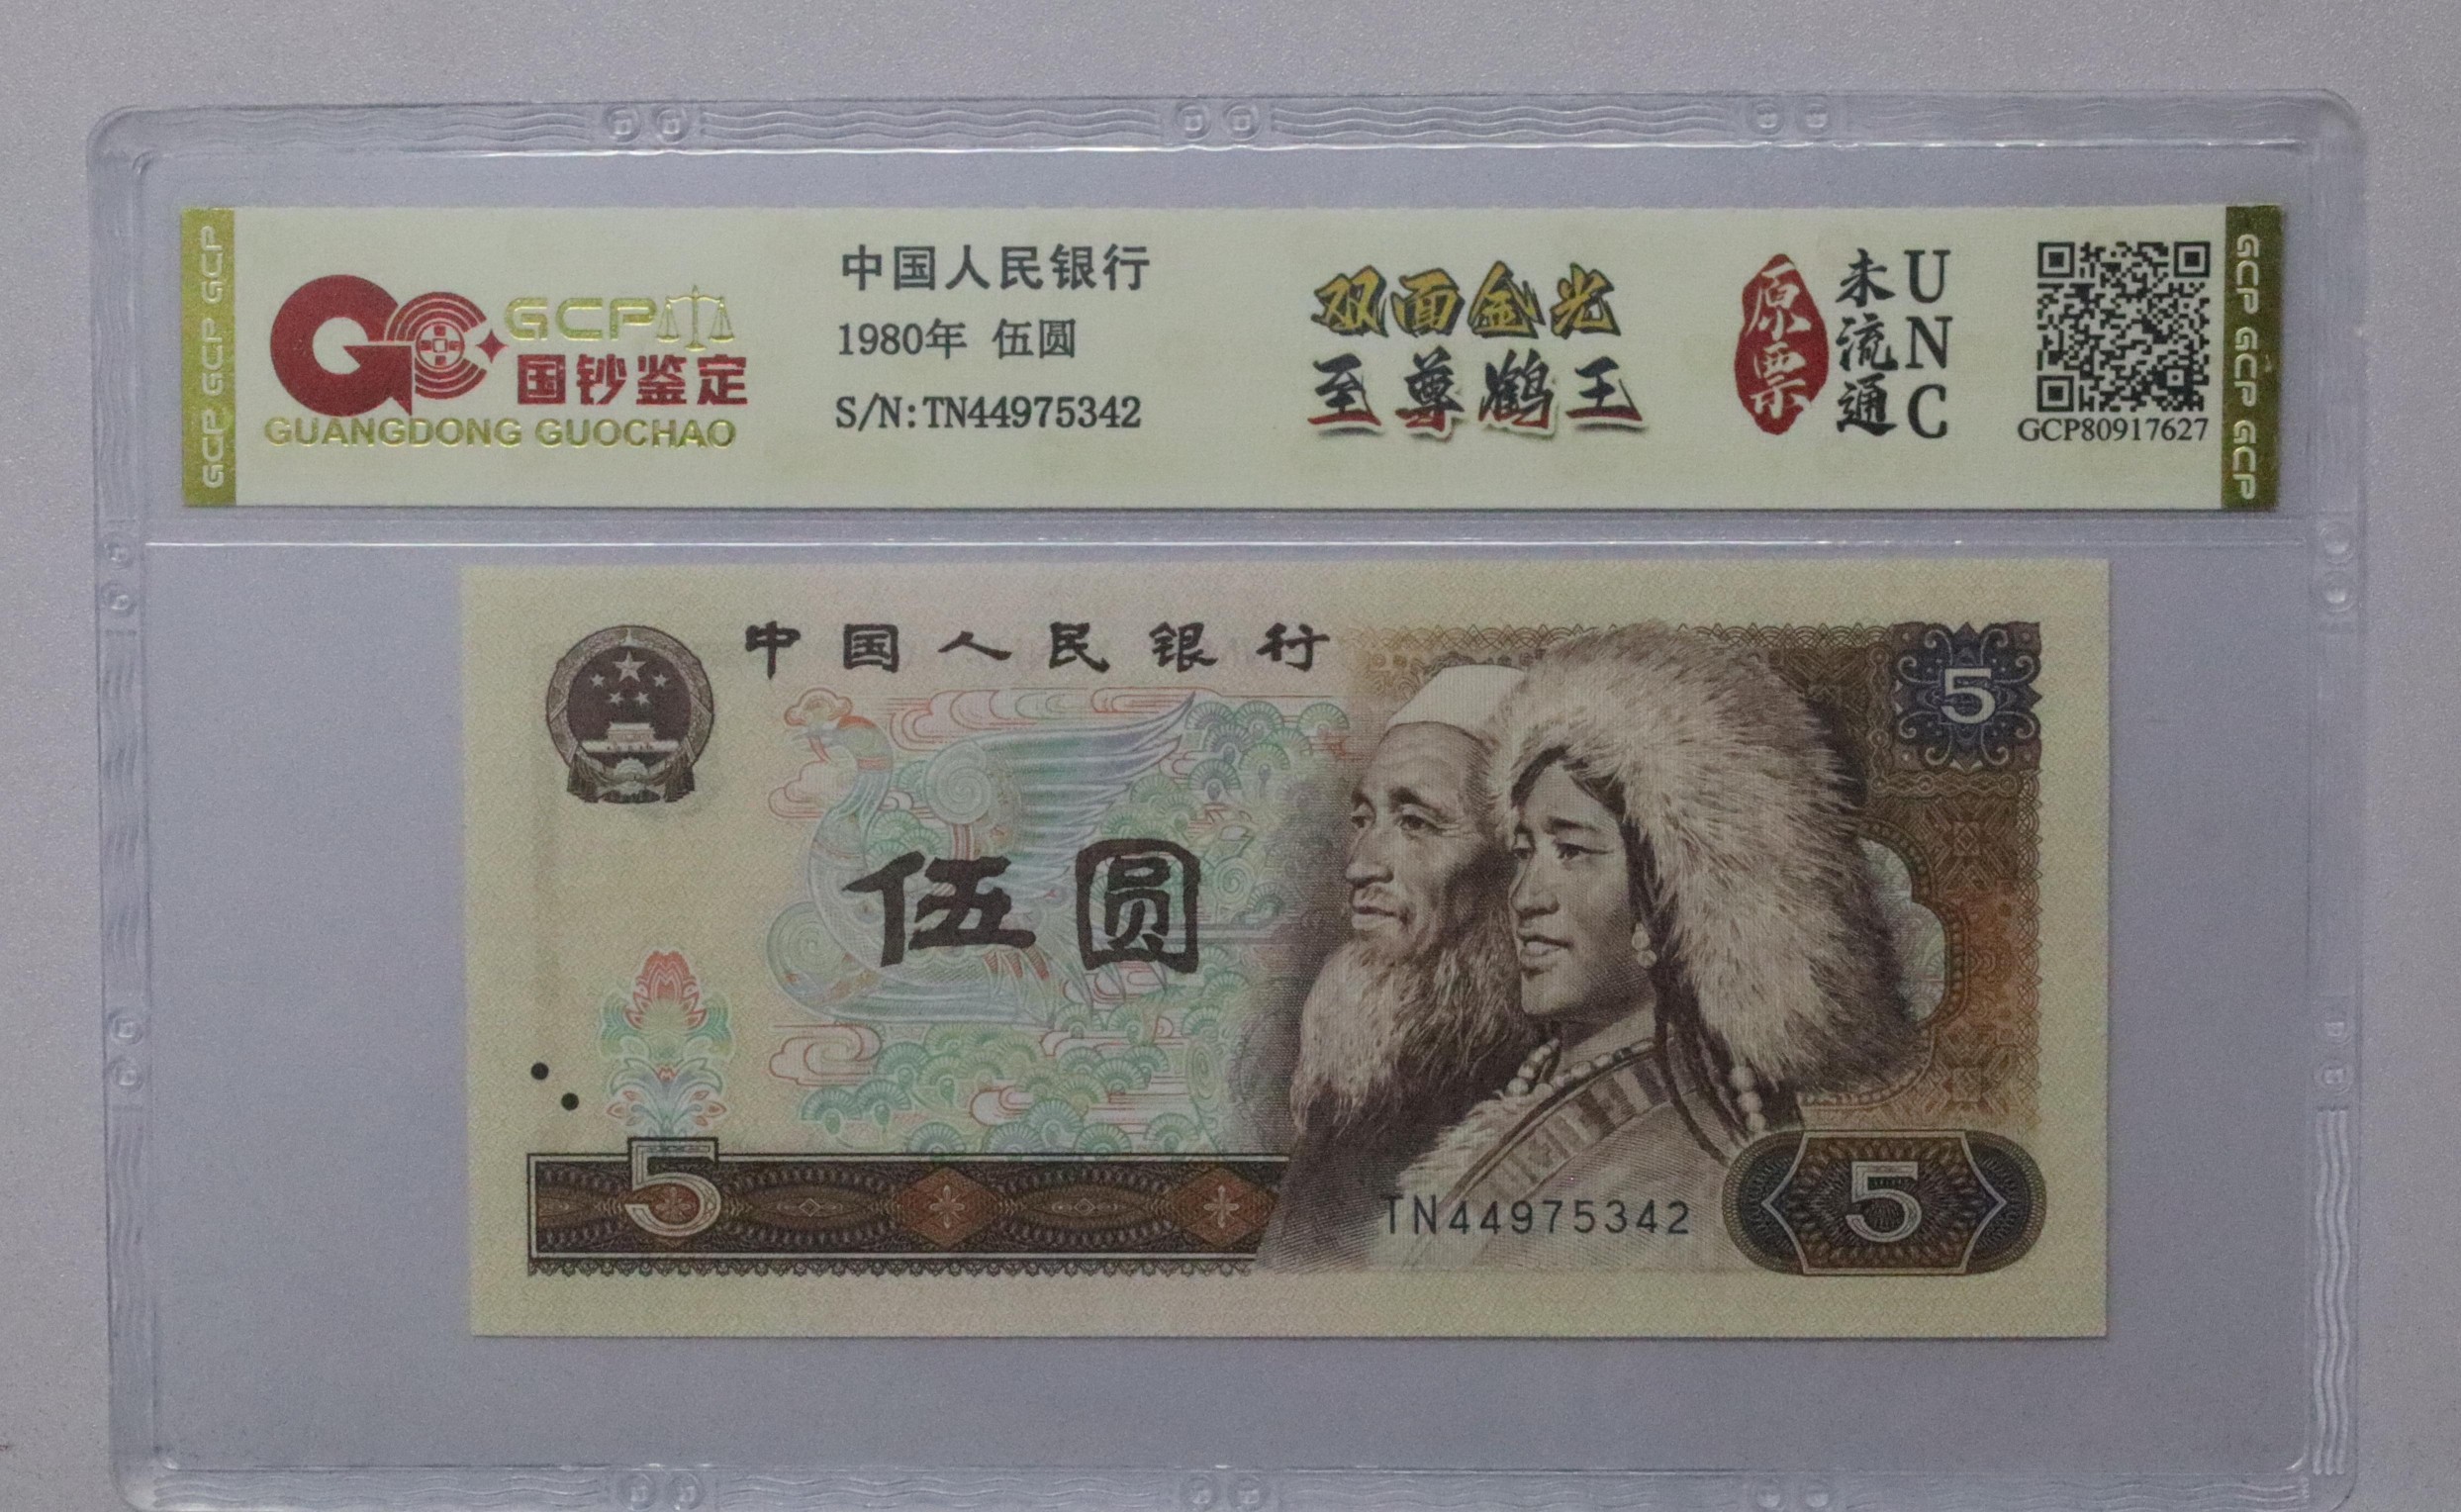 GCP GCP GCP
GCP
国钞鉴定
GUANGDONG GUOCHAO
中国人民银行
1980年 伍圆
S/N:TN44975342
双面金光
至尊鹤王
原票
未流通
UNC
GCP80917627
GCP GCP GCP GCP
中国人民银行
5
伍圆
5
TN44975342
5